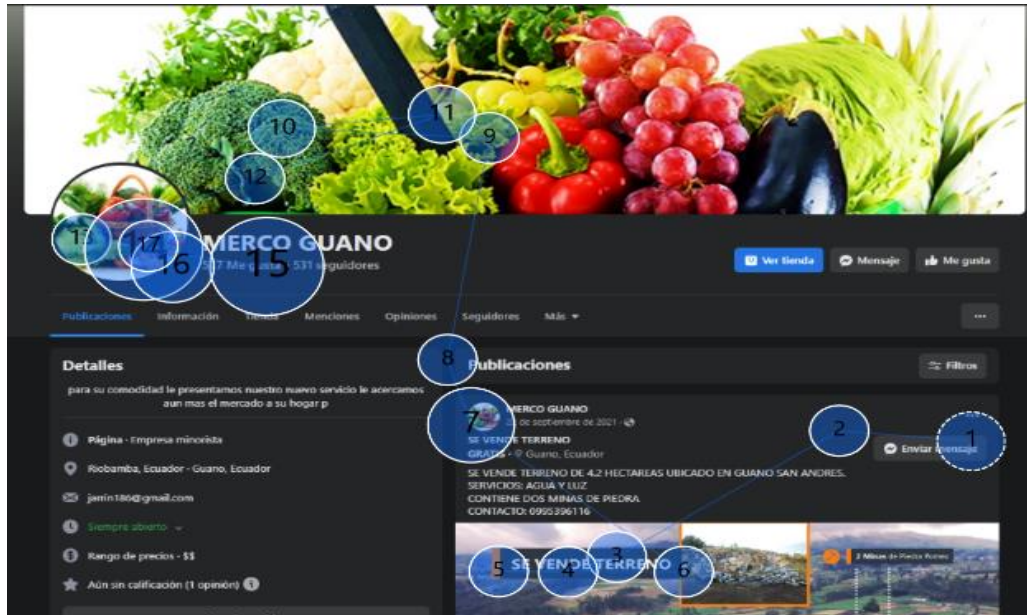 10
11
9
12
13
17
16
15
MERCO GUANO
Me gusta 531 seguidores
Ver tienda
Mensaje
Me gusta
Publicaciones
Información
Tienda
Menciones
Opiniones
Seguidores
Más
8
Detalles
Publicaciones
Filtros
para su comodidad le presentamos nuestro nuevo servicio le acercamos
aun mas el mercado a su hogar p
7
MERCO GUANO
de septiembre de 2021
2
1
Enviar mensaje
SE VENDE TERRENO
GRATIS · Guano, Ecuador
SE VENDE TERRENO DE 4.2 HECTAREAS UBICADO EN GUANO SAN ANDRES.
SERVICIOS: AGUA Y LUZ
CONTIENE DOS MINAS DE PIEDRA
CONTACTO: 0995396116
Página · Empresa minorista
Riobamba, Ecuador - Guano, Ecuador
janin186@gmail.com
Siempre abierto
Rango de precios · $$
Aún sin calificación (1 opinión)
3
5
4
6
SE VENDE TERRENO
2 Minas de Piedra